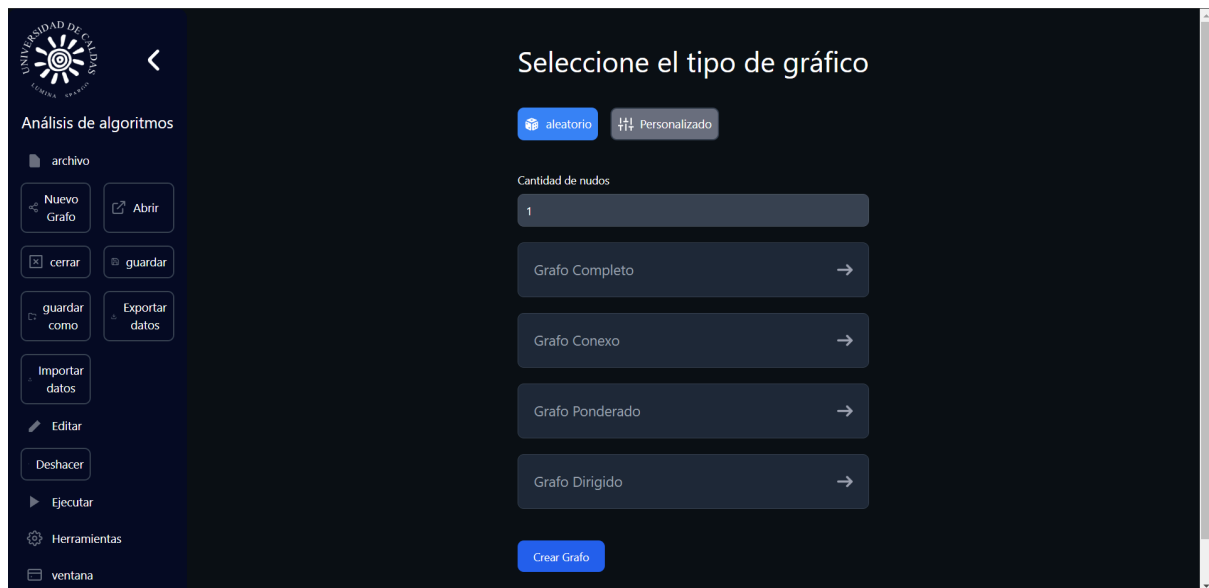 UNIVERSIDAD DE CALDAS
LUMINA SPARGO
Análisis de algoritmos
archivo
Nuevo
Grafo
Abrir
cerrar
guardar
guardar
como
Exportar
datos
Importar
datos
Editar
Deshacer
Ejecutar
Herramientas
ventana
Seleccione el tipo de gráfico
aleatorio
Personalizado
Cantidad de nudos
1
Grafo Completo
Grafo Conexo
Grafo Ponderado
Grafo Dirigido
Crear Grafo